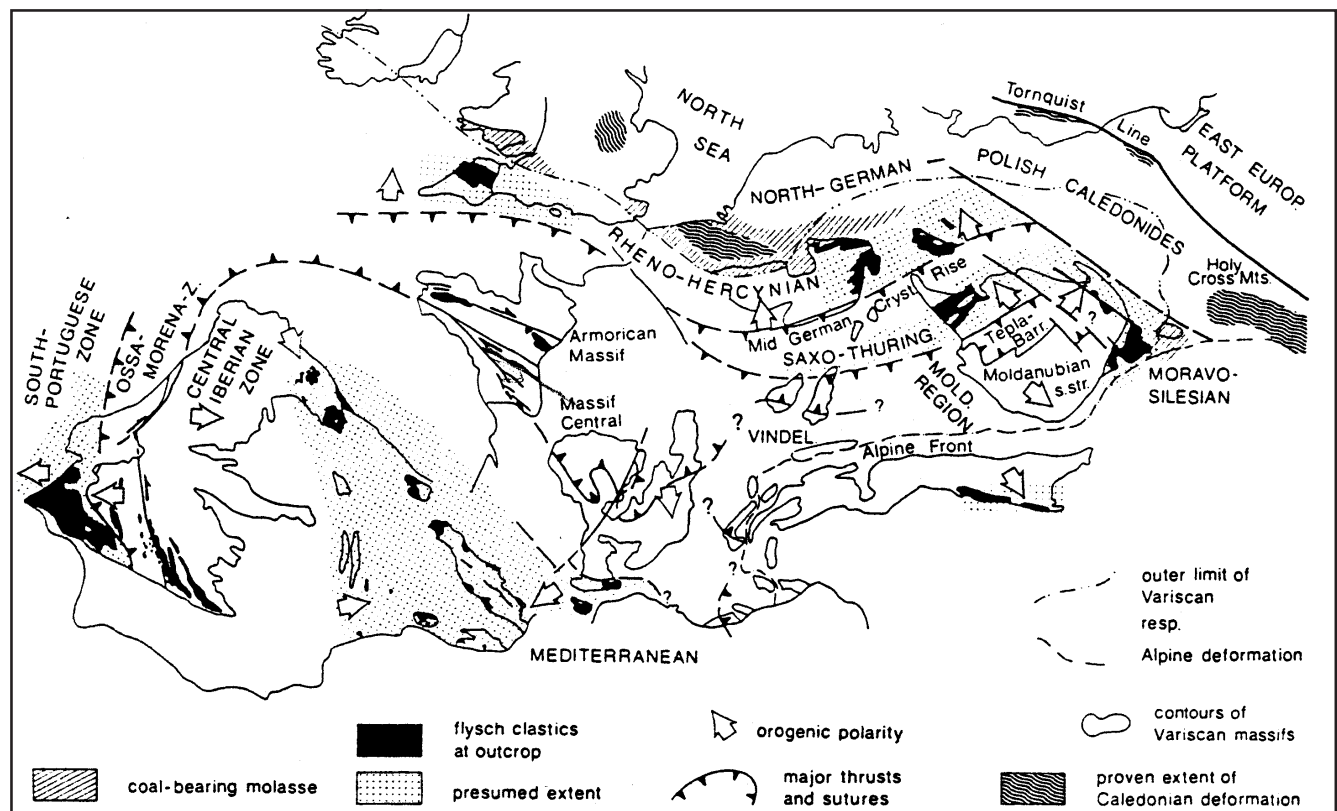 NORTH
SEA
Tornquist
Line
EAST EUROP.
PLATFORM
NORTH-GERMAN –
POLISH CALEDONIDES
Holy
Cross Mts.
RHENO-HERCYNIAN
Mid German Cryst. Rise
SAXO-THURING.
Tepla-
Barr.
?
Moldanubian
s.str.
MOLD.
REGION
MORAVO-
SILESIAN
SOUTH-
PORTUGUESE
ZONE
OSSA-
MORENA-Z.
CENTRAL
IBERIAN
ZONE
Armorican
Massif
Massif
Central
?
?
VINDEL.
Alpine Front
?
?
?
MEDITERRANEAN
outer limit of
Variscan
resp.
Alpine deformation
flysch clastics
at outcrop
orogenic polarity
contours of
Variscan massifs
coal-bearing molasse
presumed extent
major thrusts
and sutures
proven extent of
Caledonian deformation